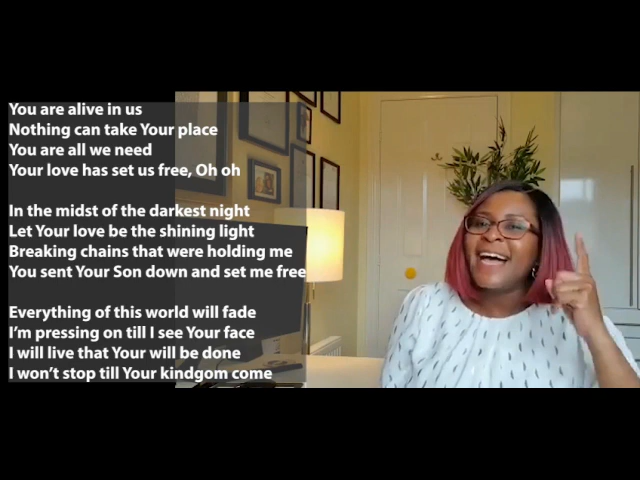 You are alive in us
Nothing can take Your place
You are all we need
Your love has set us free, Oh oh
In the midst of the darkest night
Let Your love be the shining light
Breaking chains that were holding me
You sent Your Son down and set me free
Everything of this world will fade
I'm pressing on till I see Your face
I will live that Your will be done
I won't stop till Your kindgom come